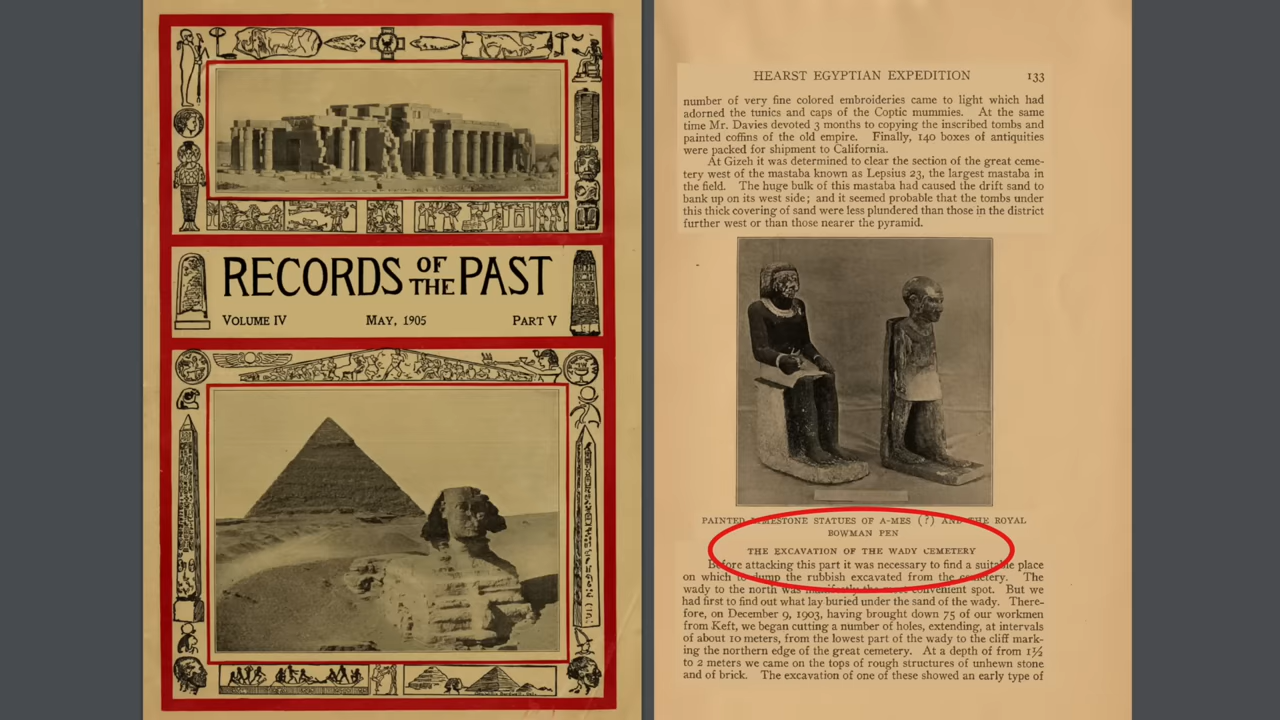 RECORDS OF THE PAST
VOLUME IV MAY, 1905 PART V
HEARST EGYPTIAN EXPEDITION 133
number of very fine colored embroideries came to light which had
adorned the tunics and caps of the Coptic mummies. At the same
time Mr. Davies devoted 3 months to copying the inscribed tombs and
painted coffins of the old empire. Finally, 140 boxes of antiquities
were packed for shipment to California.
At Gizeh it was determined to clear the section of the great ceme-
tery west of the mastaba known as Lepsius 23, the largest mastaba in
the field. The huge bulk of this mastaba had caused the drift sand to
bank up on its west side; and it seemed probable that the tombs under
this thick covering of sand were less plundered than those in the district
further west or than those nearer the pyramid.
PAINTED LIMESTONE STATUES OF A-MES (?) AND THE ROYAL
BOWMAN PEN
THE EXCAVATION OF THE WADY CEMETERY
Before attacking this part it was necessary to find a suitable place
on which to dump the rubbish excavated from the cemetery. The
wady to the north was manifestly the most convenient spot. But we
had first to find out what lay buried under the sand of the wady. There-
fore, on December 9, 1903, having brought down 75 of our workmen
from Keft, we began cutting a number of holes, extending, at intervals
of about 10 meters, from the lowest part of the wady to the cliff mark-
ing the northern edge of the great cemetery. At a depth of from 1½
to 2 meters we came on the tops of rough structures of unhewn stone
and of brick. The excavation of one of these showed an early type of